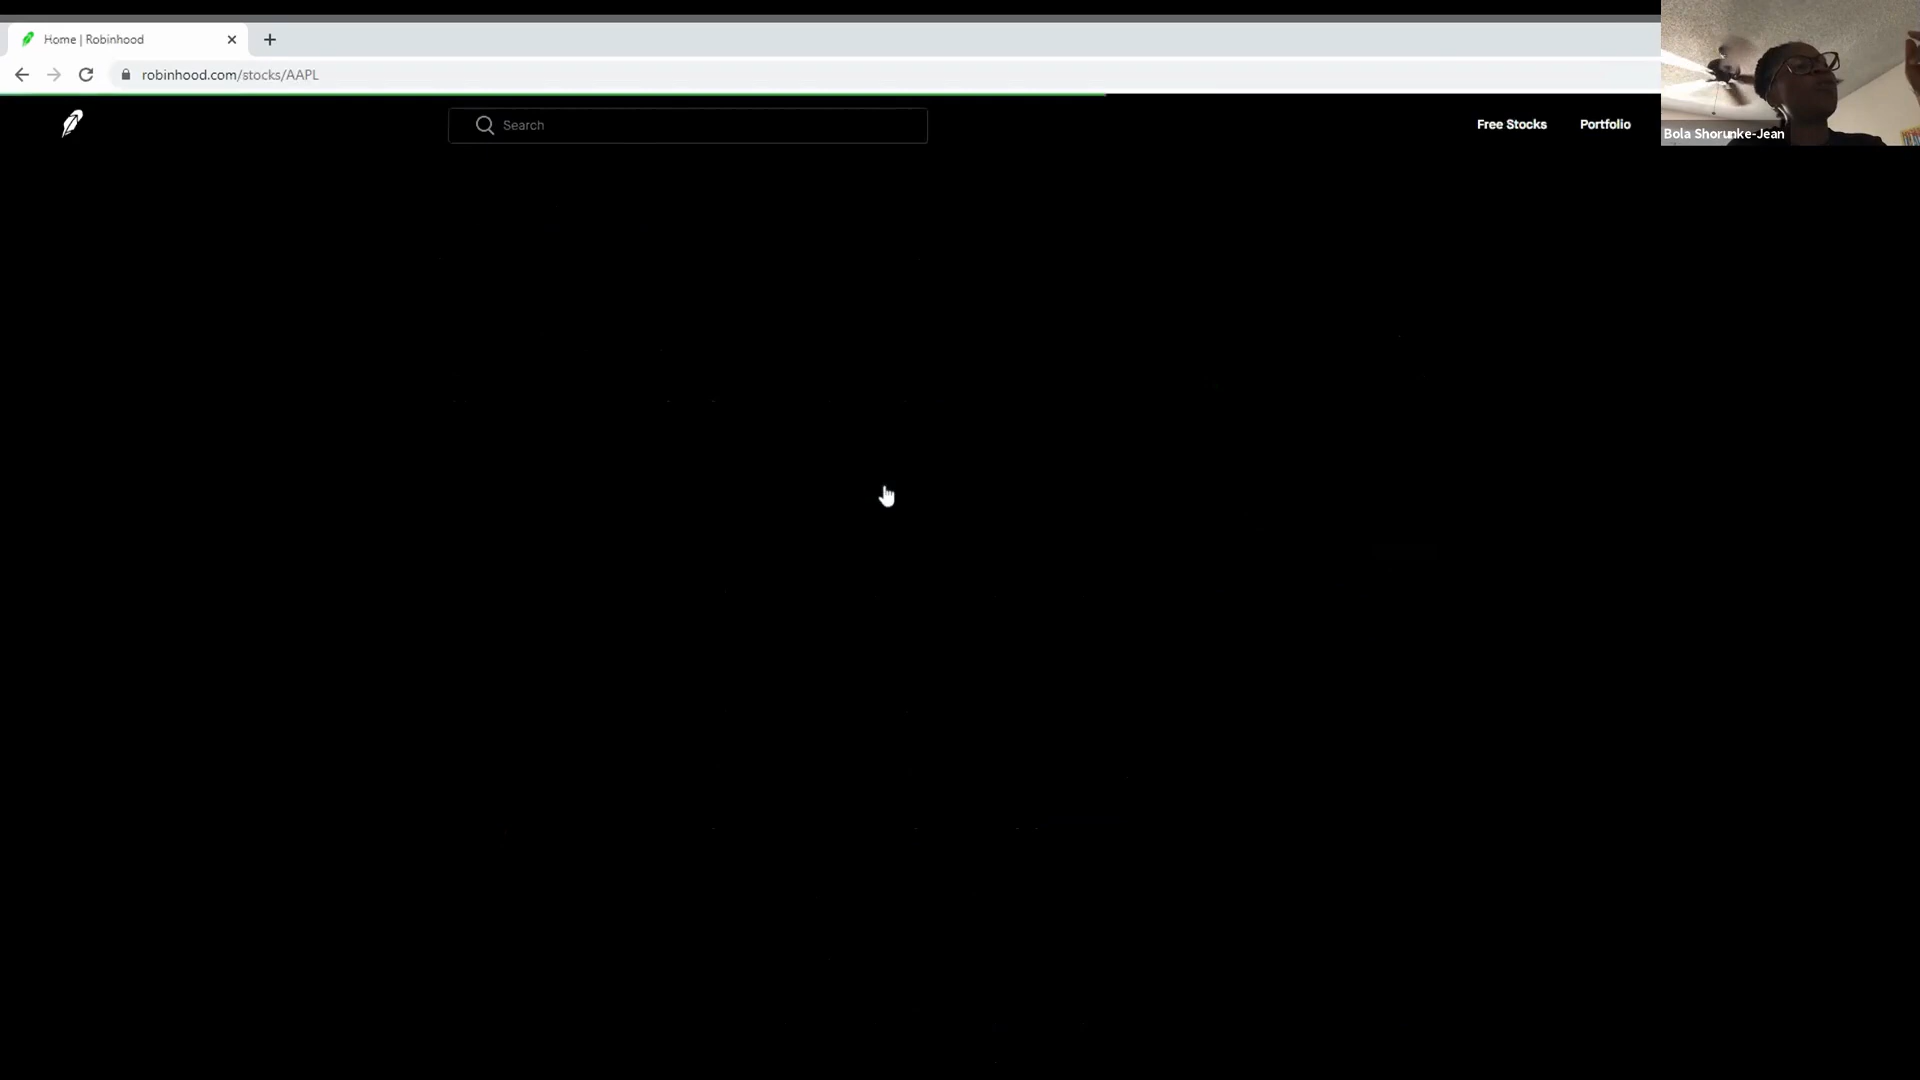 Home | Robinhood
robinhood.com/stocks/AAPL
Search
Free Stocks
Portfolio
Bola Shorunke-Jean